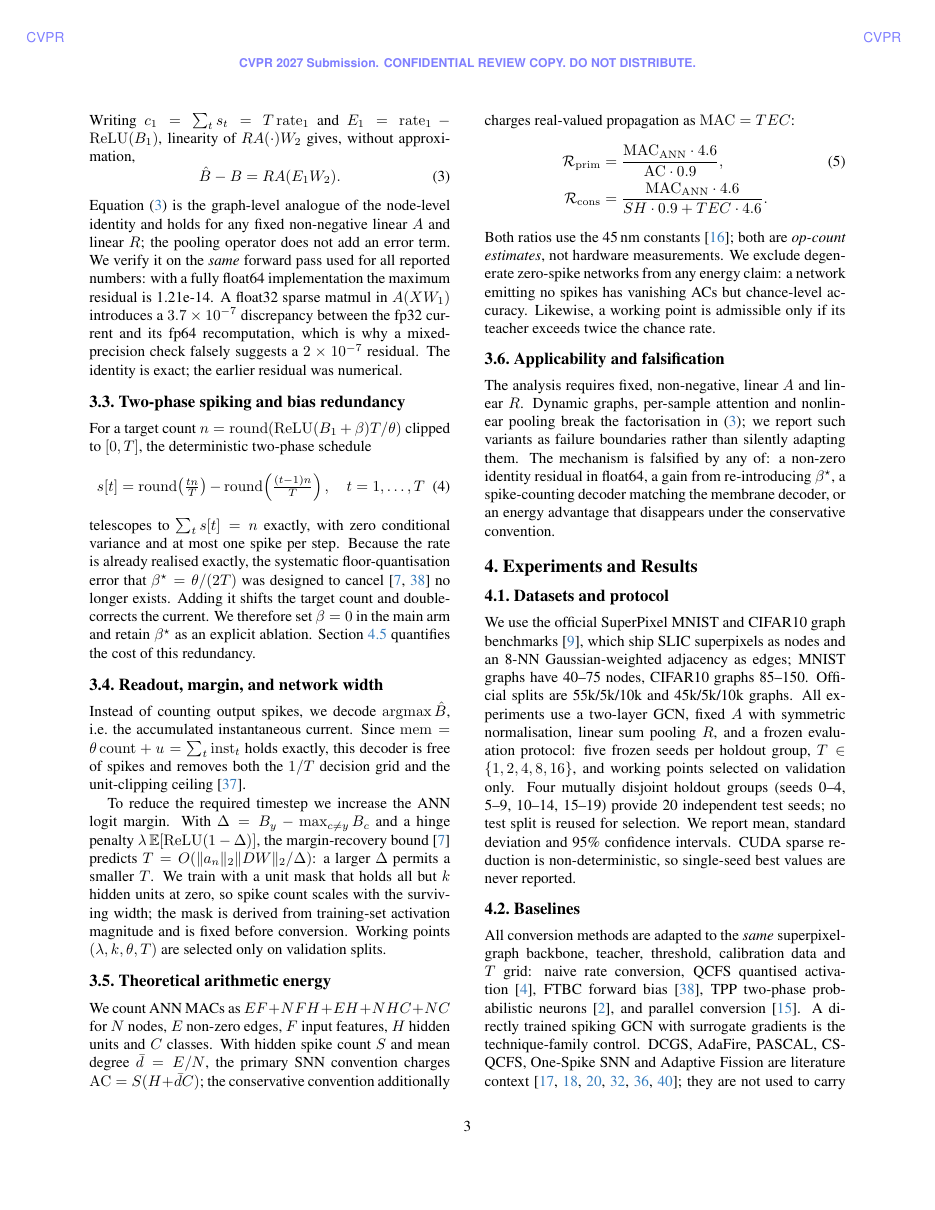 CVPR
CVPR
CVPR 2027 Submission. CONFIDENTIAL REVIEW COPY. DO NOT DISTRIBUTE.
Writing c₁ = ∑ₜ sₜ = T rate₁ and E₁ = rate₁ −
ReLU(B₁), linearity of RA(·)W₂ gives, without approxi-
mation,
B̂ − B = RA(E₁W₂). (3)
Equation (3) is the graph-level analogue of the node-level
identity and holds for any fixed non-negative linear A and
linear R; the pooling operator does not add an error term.
We verify it on the same forward pass used for all reported
numbers: with a fully float64 implementation the maximum
residual is 1.21e-14. A float32 sparse matmul in A(XW₁)
introduces a 3.7 × 10⁻⁷ discrepancy between the fp32 cur-
rent and its fp64 recomputation, which is why a mixed-
precision check falsely suggests a 2 × 10⁻⁷ residual. The
identity is exact; the earlier residual was numerical.
3.3. Two-phase spiking and bias redundancy
For a target count n = round(ReLU(B₁ + β)T/θ) clipped
to [0, T], the deterministic two-phase schedule
s[t] = round(tn/T) − round((t−1)n/T), t = 1, . . . , T (4)
telescopes to ∑ₜ s[t] = n exactly, with zero conditional
variance and at most one spike per step. Because the rate
is already realised exactly, the systematic floor-quantisation
error that β⋆ = θ/(2T) was designed to cancel [7, 38] no
longer exists. Adding it shifts the target count and double-
corrects the current. We therefore set β = 0 in the main arm
and retain β⋆ as an explicit ablation. Section 4.5 quantifies
the cost of this redundancy.
3.4. Readout, margin, and network width
Instead of counting output spikes, we decode argmax B̂,
i.e. the accumulated instantaneous current. Since mem =
θ count + u = ∑ₜ instₜ holds exactly, this decoder is free
of spikes and removes both the 1/T decision grid and the
unit-clipping ceiling [37].
To reduce the required timestep we increase the ANN
logit margin. With Δ = B_y − max_{c≠y} B_c and a hinge
penalty λ 𝔼[ReLU(1 − Δ)], the margin-recovery bound [7]
predicts T = O(‖aₙ‖₂‖DW‖₂/Δ): a larger Δ permits a
smaller T. We train with a unit mask that holds all but k
hidden units at zero, so spike count scales with the surviv-
ing width; the mask is derived from training-set activation
magnitude and is fixed before conversion. Working points
(λ, k, θ, T) are selected only on validation splits.
3.5. Theoretical arithmetic energy
We count ANN MACs as EF+NFH+EH+NHC+NC
for N nodes, E non-zero edges, F input features, H hidden
units and C classes. With hidden spike count S and mean
degree d̄ = E/N, the primary SNN convention charges
AC = S(H+d̄C); the conservative convention additionally
charges real-valued propagation as MAC = TEC:
R_prim = MAC_ANN · 4.6 / AC · 0.9, (5)
R_cons = MAC_ANN · 4.6 / SH · 0.9 + TEC · 4.6.
Both ratios use the 45 nm constants [16]; both are op-count
estimates, not hardware measurements. We exclude degen-
erate zero-spike networks from any energy claim: a network
emitting no spikes has vanishing ACs but chance-level ac-
curacy. Likewise, a working point is admissible only if its
teacher exceeds twice the chance rate.
3.6. Applicability and falsification
The analysis requires fixed, non-negative, linear A and lin-
ear R. Dynamic graphs, per-sample attention and nonlin-
ear pooling break the factorisation in (3); we report such
variants as failure boundaries rather than silently adapting
them. The mechanism is falsified by any of: a non-zero
identity residual in float64, a gain from re-introducing β⋆, a
spike-counting decoder matching the membrane decoder, or
an energy advantage that disappears under the conservative
convention.
4. Experiments and Results
4.1. Datasets and protocol
We use the official SuperPixel MNIST and CIFAR10 graph
benchmarks [9], which ship SLIC superpixels as nodes and
an 8-NN Gaussian-weighted adjacency as edges; MNIST
graphs have 40–75 nodes, CIFAR10 graphs 85–150. Offi-
cial splits are 55k/5k/10k and 45k/5k/10k graphs. All ex-
periments use a two-layer GCN, fixed A with symmetric
normalisation, linear sum pooling R, and a frozen evalu-
ation protocol: five frozen seeds per holdout group, T ∈
{1, 2, 4, 8, 16}, and working points selected on validation
only. Four mutually disjoint holdout groups (seeds 0–4,
5–9, 10–14, 15–19) provide 20 independent test seeds; no
test split is reused for selection. We report mean, standard
deviation and 95% confidence intervals. CUDA sparse re-
duction is non-deterministic, so single-seed best values are
never reported.
4.2. Baselines
All conversion methods are adapted to the same superpixel-
graph backbone, teacher, threshold, calibration data and
T grid: naive rate conversion, QCFS quantised activa-
tion [4], FTBC forward bias [38], TPP two-phase prob-
abilistic neurons [2], and parallel conversion [15]. A di-
rectly trained spiking GCN with surrogate gradients is the
technique-family control. DCGS, AdaFire, PASCAL, CS-
QCFS, One-Spike SNN and Adaptive Fission are literature
context [17, 18, 20, 32, 36, 40]; they are not used to carry
3